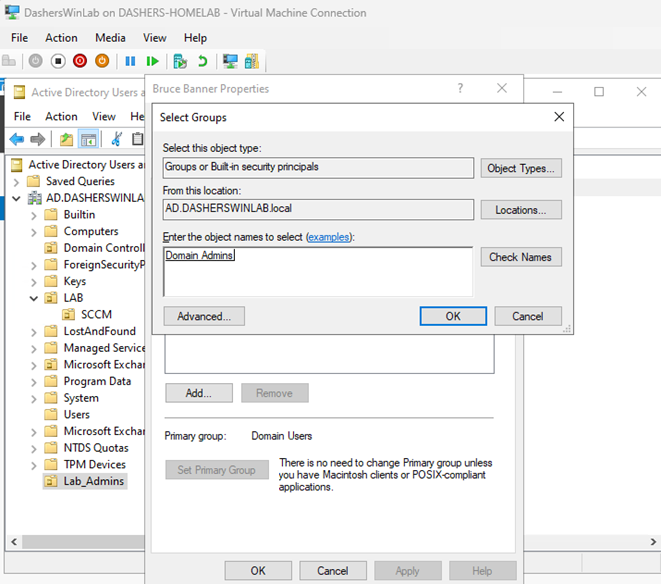 DashersWinLab on DASHERS-HOMELAB - Virtual Machine Connection
File Action Media View Help
Active Directory Users a
File Action View He
Active Directory Users a
Saved Queries
AD.DASHERSWINLAB
Builtin
Computers
Domain Controll
ForeignSecurityP
Keys
LAB
SCCM
LostAndFound
Managed Service
Microsoft Exchan
Program Data
System
Users
Microsoft Exchan
NTDS Quotas
TPM Devices
Lab_Admins
Bruce Banner Properties
Select Groups
Select this object type:
Groups or Built-in security principals
Object Types...
From this location:
AD.DASHERSWINLAB.local
Locations...
Enter the object names to select (examples):
Domain Admins
Check Names
Advanced...
OK
Cancel
Add...
Remove
Primary group: Domain Users
Set Primary Group
There is no need to change Primary group unless
you have Macintosh clients or POSIX-compliant
applications.
OK
Cancel
Apply
Help